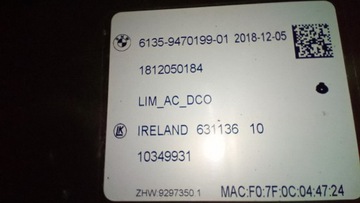 6135-9470199-01 2018-12-05
1812050184
LIM_AC_DCO
LK IRELAND 631136 10
10349931
ZHW:9297350.1 MAC:F0:7F:0C:04:47:24